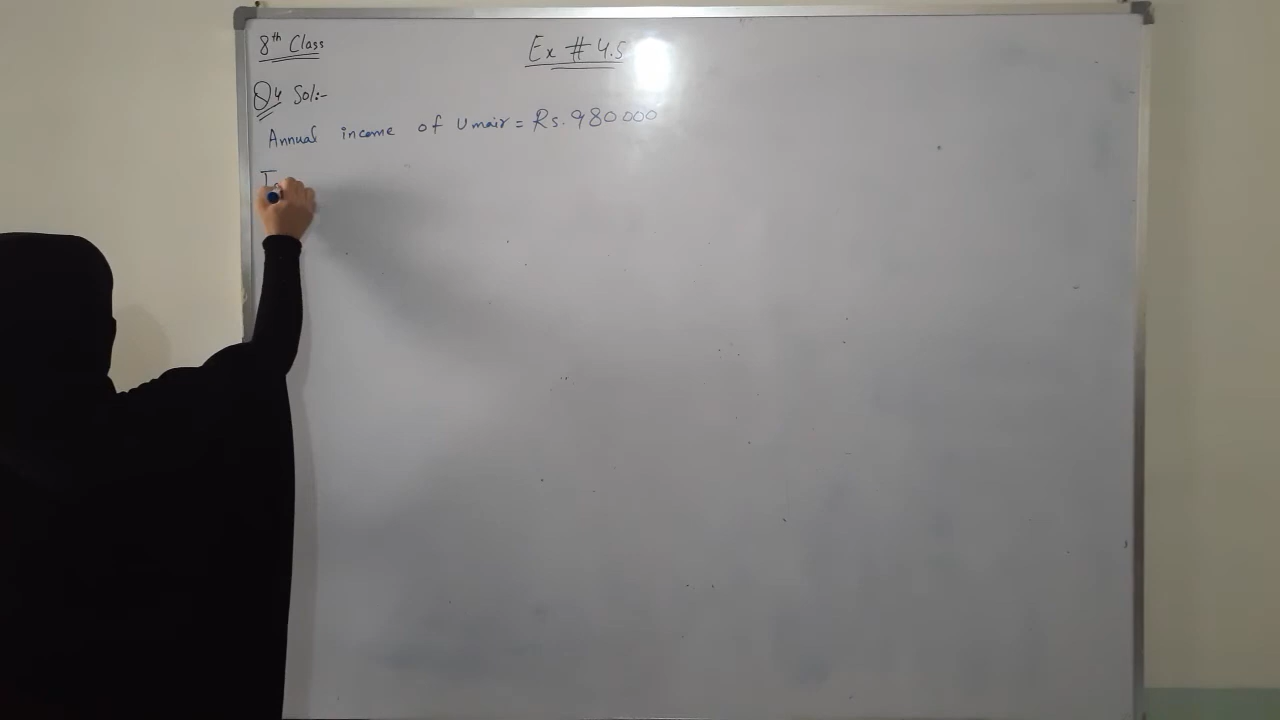 8th Class
Ex # 4.5
Q4 Sol:-
Annual income of Umair = Rs. 980000